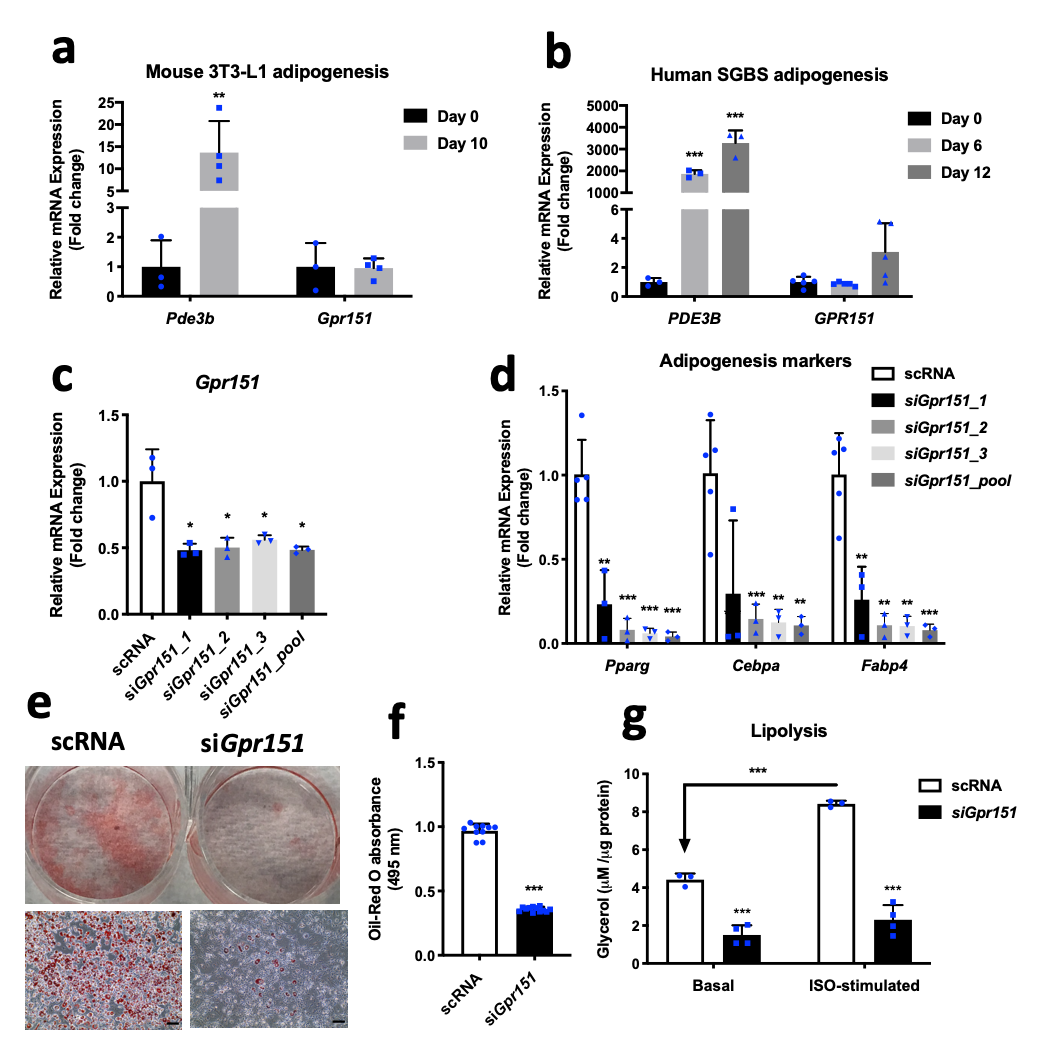 a
Mouse 3T3-L1 adipogenesis
Relative mRNA Expression
(Fold change)
25
20
15
10
5
3
2
1
0
**
Pde3b
Gpr151
Day 0
Day 10
b
Human SGBS adipogenesis
Relative mRNA Expression
(Fold change)
5000
4000
3000
2000
1000
6
4
2
0
***
***
PDE3B
GPR151
Day 0
Day 6
Day 12
c
Gpr151
Relative mRNA Expression
(Fold change)
1.5
1.0
0.5
0.0
*
*
*
*
scRNA
siGpr151_1
siGpr151_2
siGpr151_3
siGpr151_pool
d
Adipogenesis markers
Relative mRNA Expression
(Fold change)
1.5
1.0
0.5
0.0
**
***
***
***
***
**
**
**
**
**
***
Pparg
Cebpa
Fabp4
scRNA
siGpr151_1
siGpr151_2
siGpr151_3
siGpr151_pool
e
scRNA
siGpr151
f
Oil-Red O absorbance
(495 nm)
1.5
1.0
0.5
0.0
***
scRNA
siGpr151
g
Lipolysis
Glycerol (μM /μg protein)
10
8
6
4
2
0
***
***
***
Basal
ISO-stimulated
scRNA
siGpr151